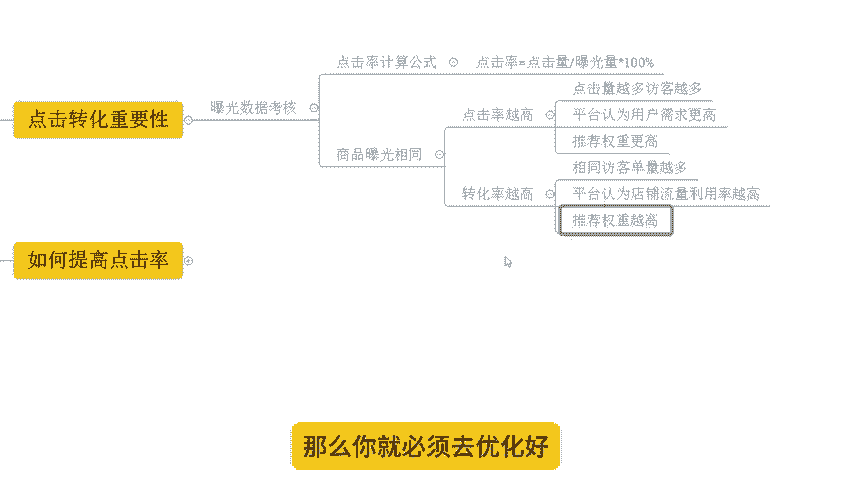 点击转化重要性
曝光数据考核
点击率计算公式
点击率=点击量/曝光量*100%
商品曝光相同
点击率越高
点击量越多访客越多
平台认为用户需求更高
推荐权重更高
转化率越高
相同访客单量越多
平台认为店铺流量利用率越高
推荐权重越高
如何提高点击率
那么你就必须去优化好